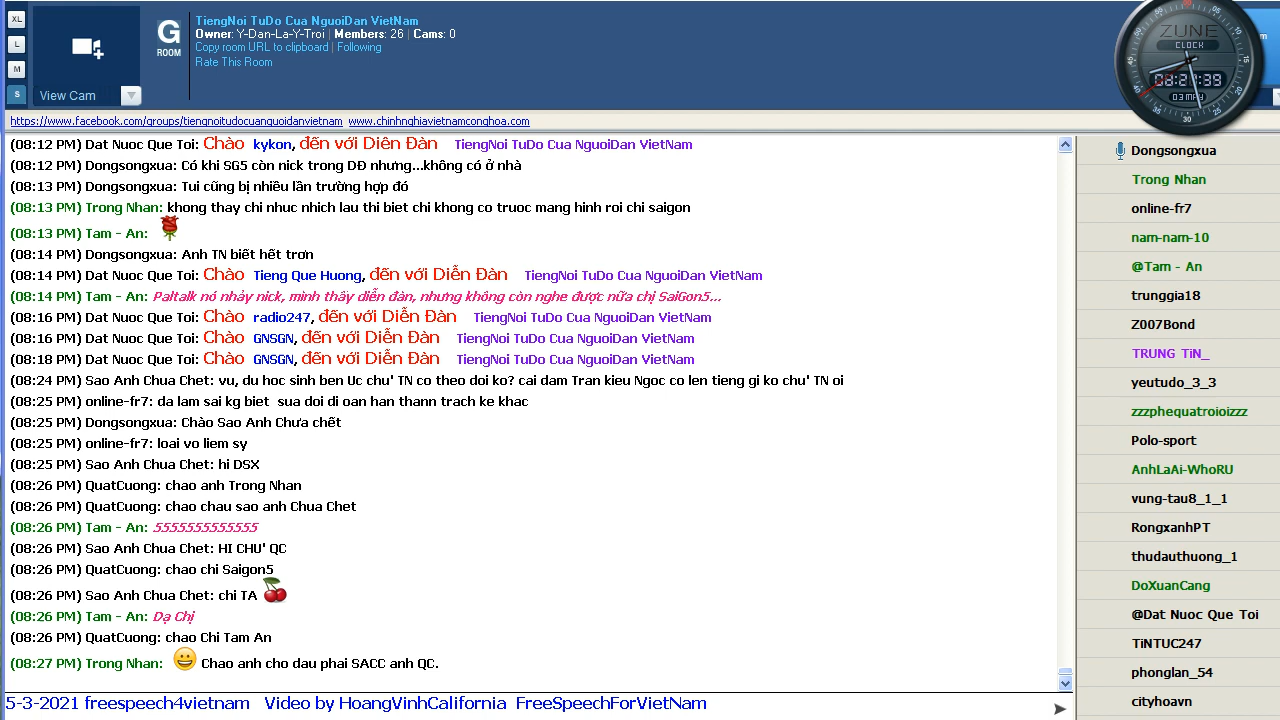 XL
L
M
S
View Cam
G
ROOM
TiengNoi TuDo Cua NguoiDan VietNam
Owner: Y-Dan-La-Y-Troi | Members: 26 | Cams: 0
Copy room URL to clipboard | Following
Rate This Room
ZUNE
CLOCK
08:27:39
03 MAY
https://www.facebook.com/groups/tiengnoitudocuanguoidanvietnam www.chinhnghiavietnamconghoa.com
(08:12 PM) Dat Nuoc Que Toi: Chào kykon, đến với Diên Đàn TiengNoi TuDo Cua NguoiDan VietNam
(08:12 PM) Dongsongxua: Có khi SG5 còn nick trong DĐ nhưng...không có ở nhà
(08:13 PM) Dongsongxua: Tui cũng bị nhiều lần trường hợp đó
(08:13 PM) Trong Nhan: khong thay chi nhuc nhich lau thi biet chi khong co truoc mang hinh roi chi saigon
(08:13 PM) Tam - An:
(08:14 PM) Dongsongxua: Anh TN biết hết trơn
(08:14 PM) Dat Nuoc Que Toi: Chào Tieng Que Huong, đến với Diễn Đàn TiengNoi TuDo Cua NguoiDan VietNam
(08:14 PM) Tam - An: Paltalk nó nhảy nick, mình thấy diễn đàn, nhưng không còn nghe được nữa chị SaiGon5...
(08:16 PM) Dat Nuoc Que Toi: Chào radio247, đến với Diễn Đàn TiengNoi TuDo Cua NguoiDan VietNam
(08:16 PM) Dat Nuoc Que Toi: Chào GNSGN, đến với Diễn Đàn TiengNoi TuDo Cua NguoiDan VietNam
(08:18 PM) Dat Nuoc Que Toi: Chào GNSGN, đến với Diễn Đàn TiengNoi TuDo Cua NguoiDan VietNam
(08:24 PM) Sao Anh Chua Chet: vu, du hoc sinh ben Uc chu' TN co theo doi ko? cai dam Tran kieu Ngoc co len tieng gi ko chu' TN oi
(08:25 PM) online-fr7: da lam sai kg biet sua doi di oan han thann trach ke khac
(08:25 PM) Dongsongxua: Chào Sao Anh Chưa chết
(08:25 PM) online-fr7: loai vo liem sy
(08:25 PM) Sao Anh Chua Chet: hi DSX
(08:26 PM) QuatCuong: chao anh Trong Nhan
(08:26 PM) QuatCuong: chao chau sao anh Chua Chet
(08:26 PM) Tam - An: 5555555555555
(08:26 PM) Sao Anh Chua Chet: HI CHU' QC
(08:26 PM) QuatCuong: chao chi Saigon5
(08:26 PM) Sao Anh Chua Chet: chi TA
(08:26 PM) Tam - An: Dạ Chị
(08:26 PM) QuatCuong: chao Chi Tam An
(08:27 PM) Trong Nhan: Chao anh cho dau phai SACC anh QC.
5-3-2021 freespeech4vietnam Video by HoangVinhCalifornia FreeSpeechForVietNam
Dongsongxua
Trong Nhan
online-fr7
nam-nam-10
@Tam - An
trunggia18
Z007Bond
TRUNG TiN_
yeutudo_3_3
zzzphequatroioizzz
Polo-sport
AnhLaAi-WhoRU
vung-tau8_1_1
RongxanhPT
thudauthuong_1
DoXuanCang
@Dat Nuoc Que Toi
TiNTUC247
phonglan_54
cityhoavn